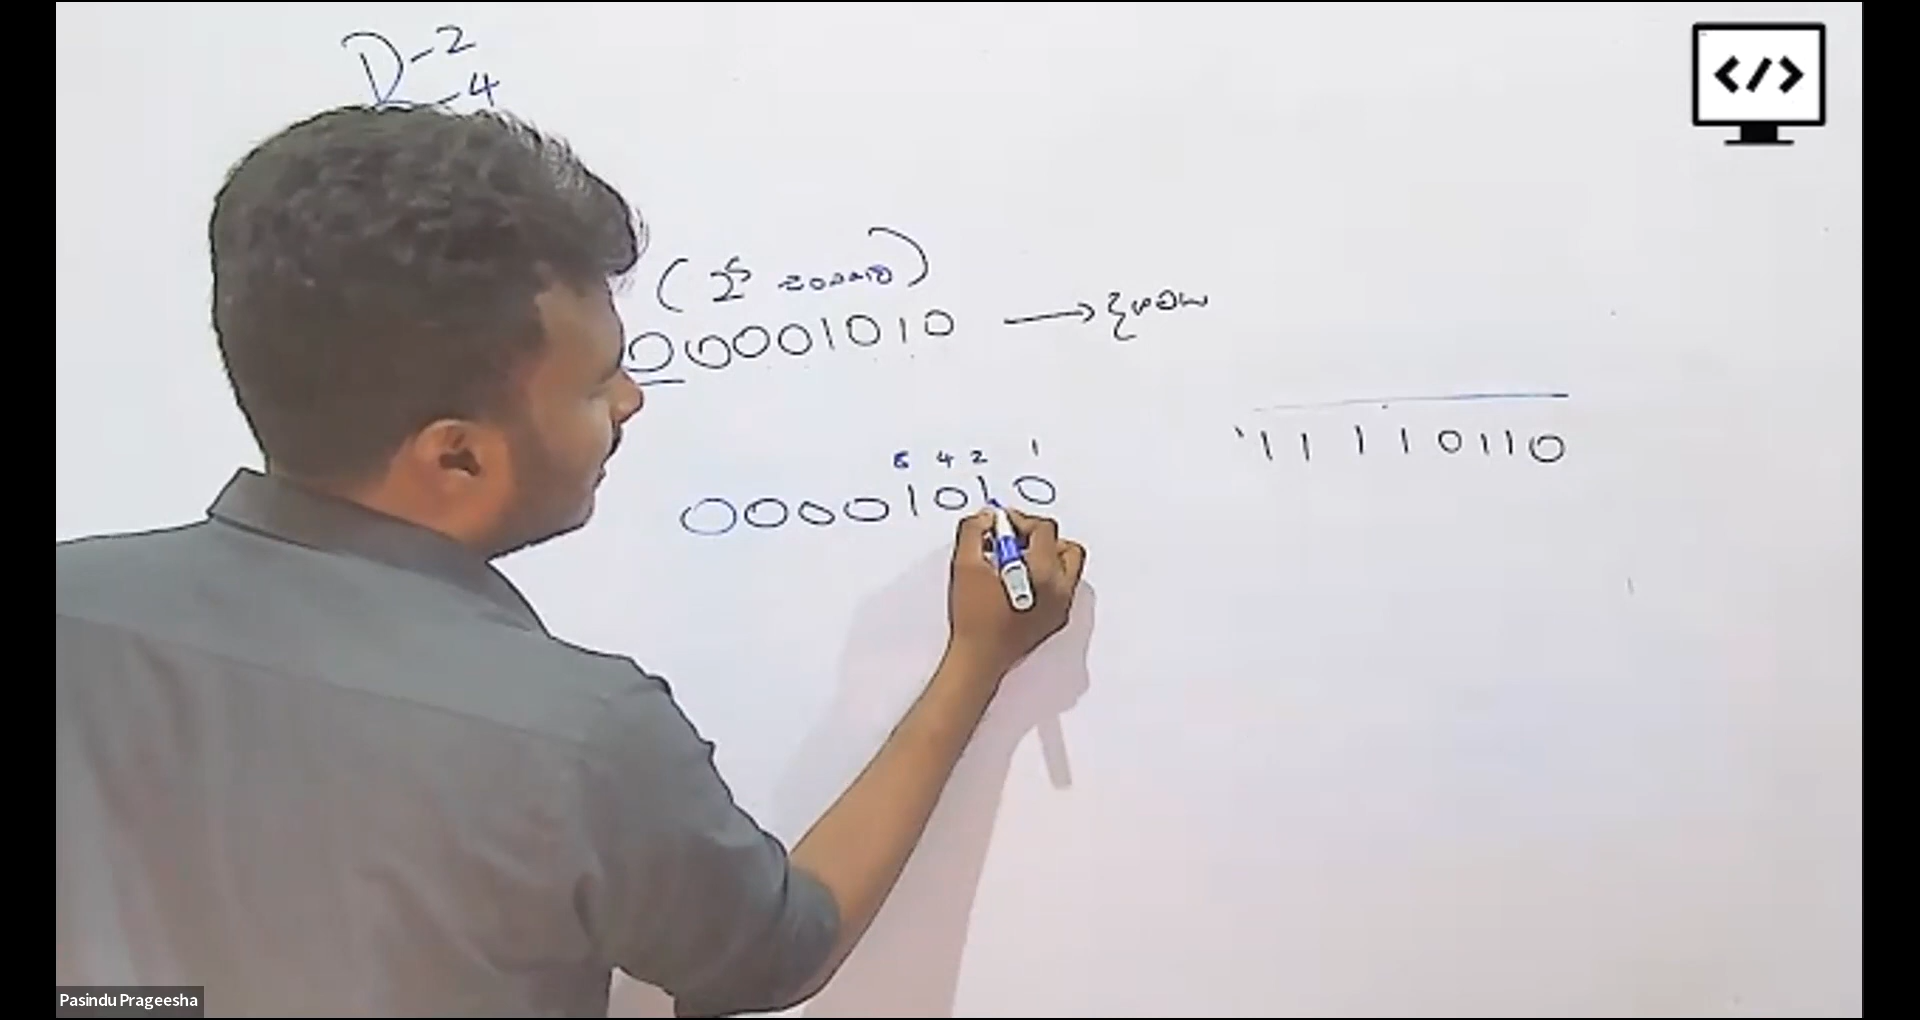 D - 2
- 4
</>
00001010 →
8 4 2 1
00001010
11110110
Pasindu Prageesha